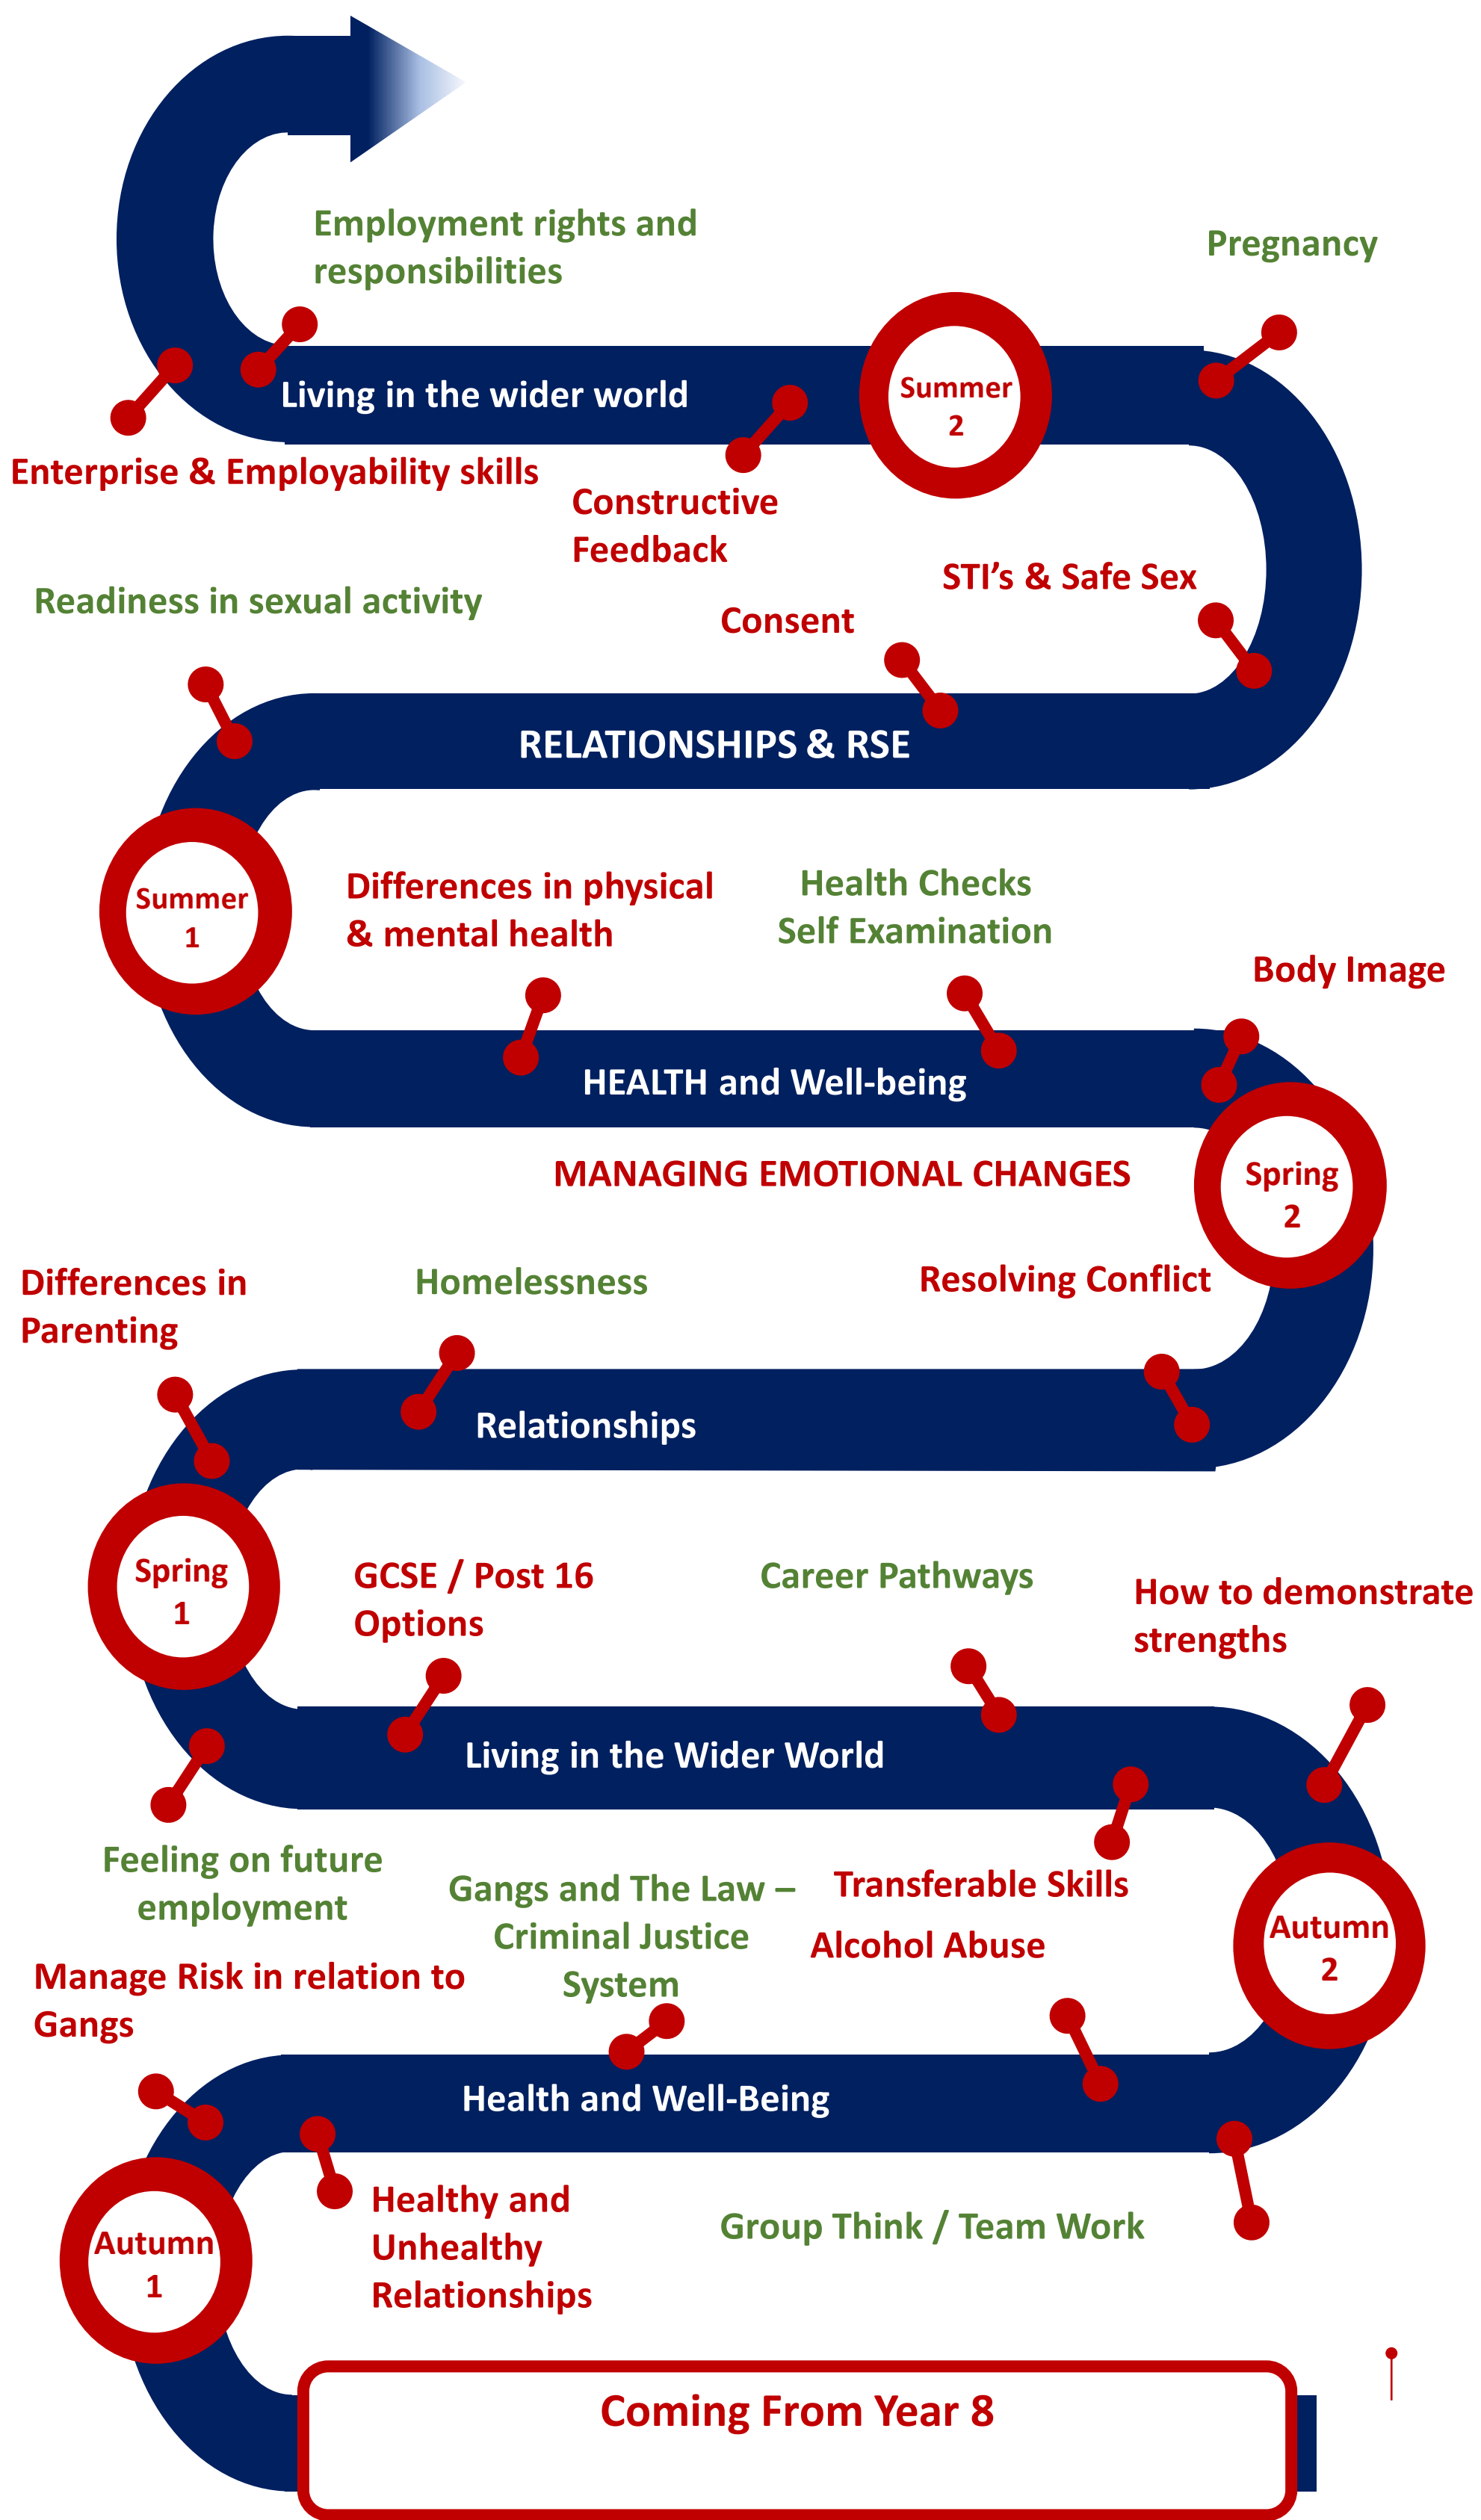 Employment rights and
responsibilities
Pregnancy
Living in the wider world
Summer
2
Enterprise & Employability skills
Constructive
Feedback
STI's & Safe Sex
Readiness in sexual activity
Consent
RELATIONSHIPS & RSE
Summer
1
Differences in physical
& mental health
Health Checks
Self Examination
Body Image
HEALTH and Well-being
MANAGING EMOTIONAL CHANGES
Spring
2
Differences in
Parenting
Homelessness
Resolving Conflict
Relationships
Spring
1
GCSE / Post 16
Options
Career Pathways
How to demonstrate
strengths
Living in the Wider World
Feeling on future
employment
Gangs and The Law –
Criminal Justice
System
Transferable Skills
Alcohol Abuse
Autumn
2
Manage Risk in relation to
Gangs
Health and Well-Being
Autumn
1
Healthy and
Unhealthy
Relationships
Group Think / Team Work
Coming From Year 8